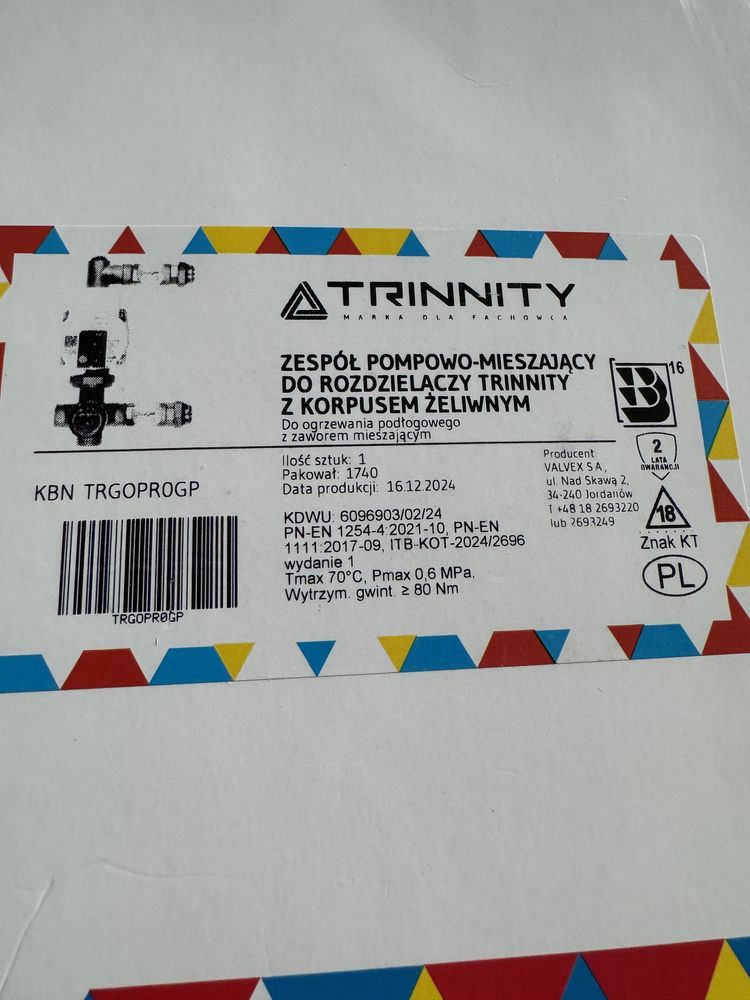 TRINNITY
MARKA DLA FACHOWCA
ZESPÓŁ POMPOWO-MIESZAJĄCY
DO ROZDZIELACZY TRINNITY
Z KORPUSEM ŻELIWNYM
Do ogrzewania podłogowego
z zaworem mieszającym
B 16
2
LATA
GWARANCJI
KBN TRGOPR0GP
TRGOPR0GP
Ilość sztuk: 1
Pakował: 1740
Data produkcji: 16.12.2024
KDWU: 6096903/02/24
PN-EN 1254-4:2021-10, PN-EN
1111:2017-09, ITB-KOT-2024/2696
wydanie 1
Tmax 70°C, Pmax 0,6 MPa.
Wytrzym. gwint. ≥ 80 Nm
Producent
VALVEX S.A.,
ul. Nad Skawą 2,
34-240 Jordanów
T +48 18 2693220
lub 2693249
18
Znak KT
PL